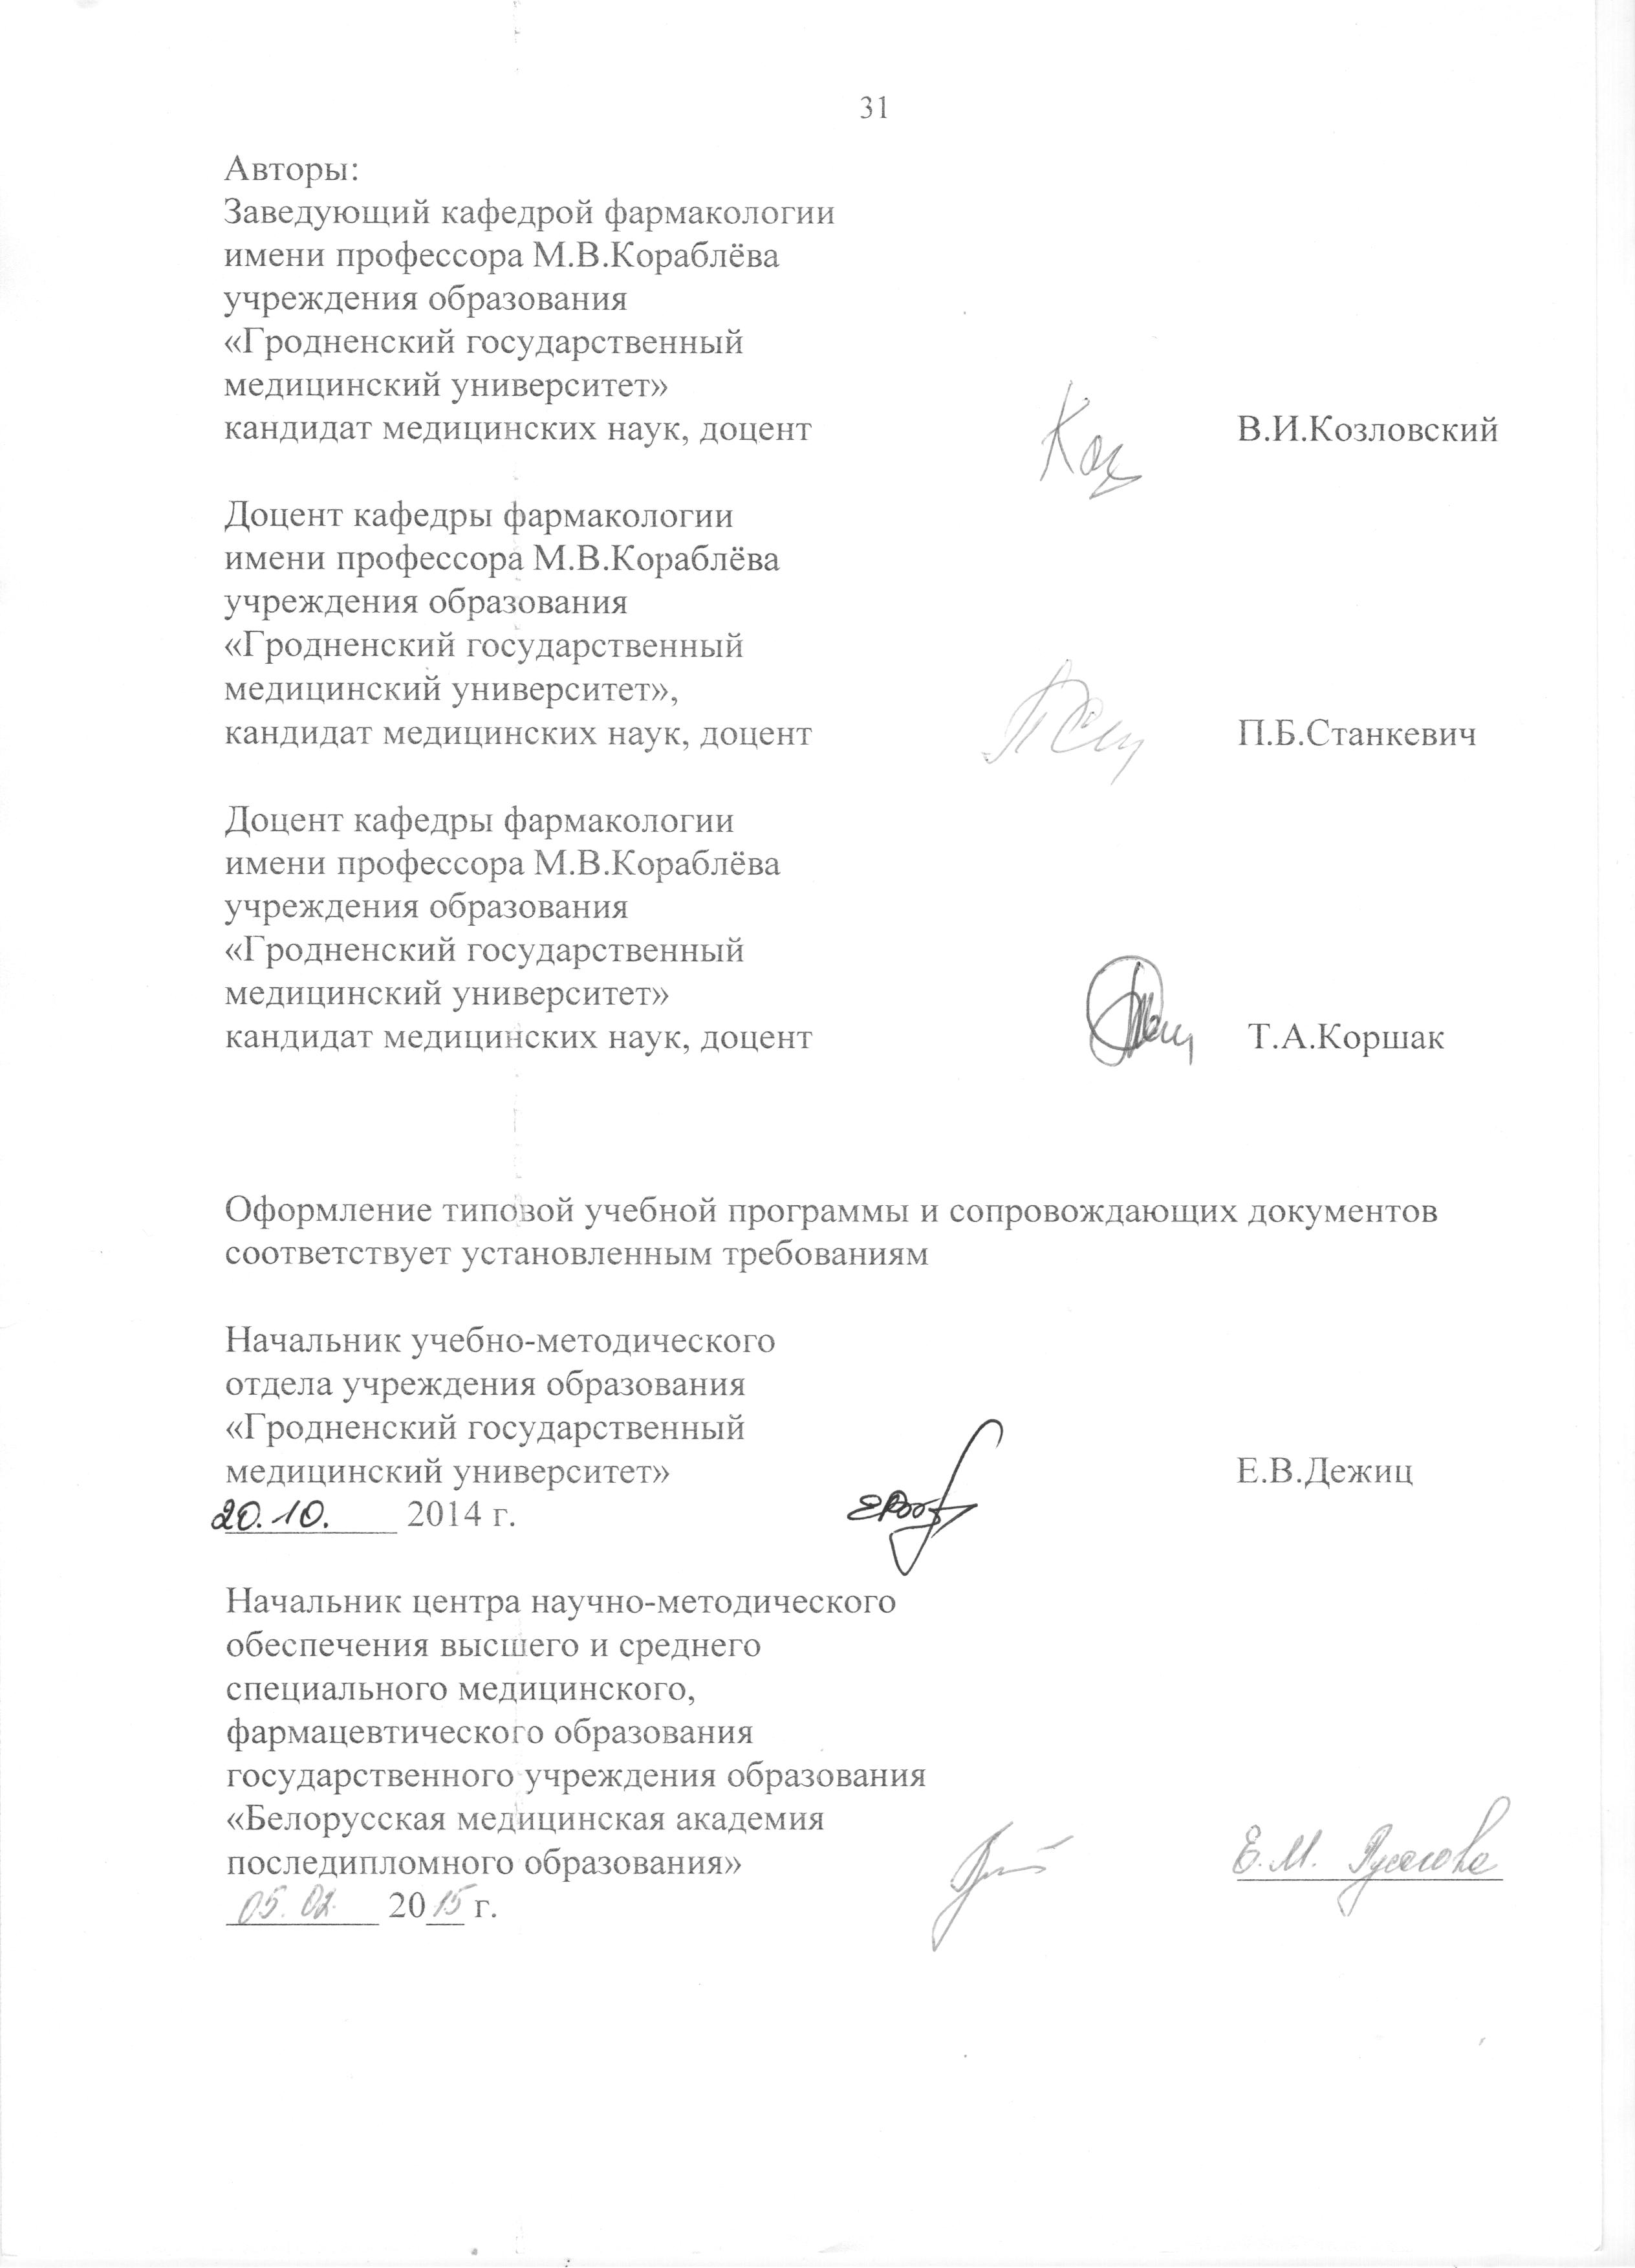 31
Авторы:
Заведующий кафедрой фармакологии
имени профессора М.В.Кораблёва
учреждения образования
«Гродненский государственный
медицинский университет»
кандидат медицинских наук, доцент В.И.Козловский
Доцент кафедры фармакологии
имени профессора М.В.Кораблёва
учреждения образования
«Гродненский государственный
медицинский университет»,
кандидат медицинских наук, доцент П.Б.Станкевич
Доцент кафедры фармакологии
имени профессора М.В.Кораблёва
учреждения образования
«Гродненский государственный
медицинский университет»
кандидат медицинских наук, доцент Т.А.Коршак
Оформление типовой учебной программы и сопровождающих документов
соответствует установленным требованиям
Начальник учебно-методического
отдела учреждения образования
«Гродненский государственный
медицинский университет» Е.В.Дежиц
20.10. 2014 г.
Начальник центра научно-методического
обеспечения высшего и среднего
специального медицинского,
фармацевтического образования
государственного учреждения образования
«Белорусская медицинская академия
последипломного образования» Е.М. Русакова
05.02 2015 г.